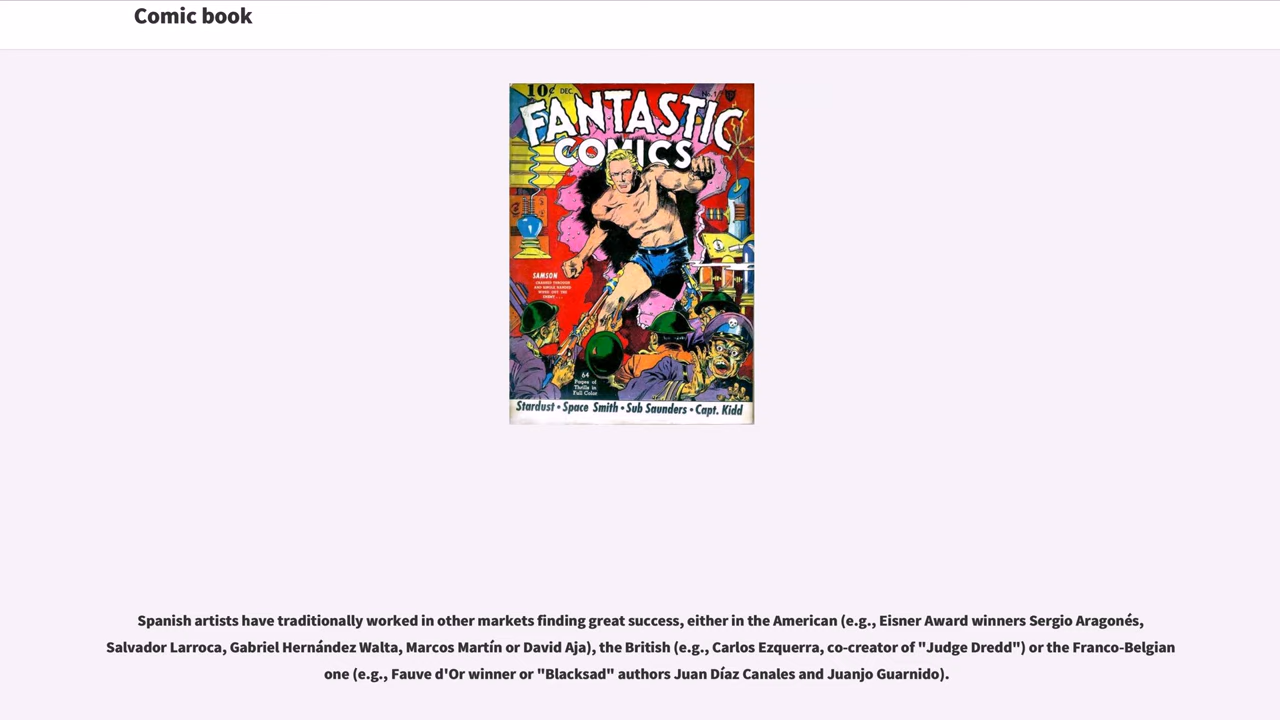 Comic book
10¢ DEC. No. 1
FANTASTIC
COMICS
SAMSON
64
Pages of
Thrills in
Full Color
Stardust • Space Smith • Sub Saunders • Capt. Kidd
Spanish artists have traditionally worked in other markets finding great success, either in the American (e.g., Eisner Award winners Sergio Aragonés,
Salvador Larroca, Gabriel Hernández Walta, Marcos Martín or David Aja), the British (e.g., Carlos Ezquerra, co-creator of "Judge Dredd") or the Franco-Belgian
one (e.g., Fauve d'Or winner or "Blacksad" authors Juan Díaz Canales and Juanjo Guarnido).